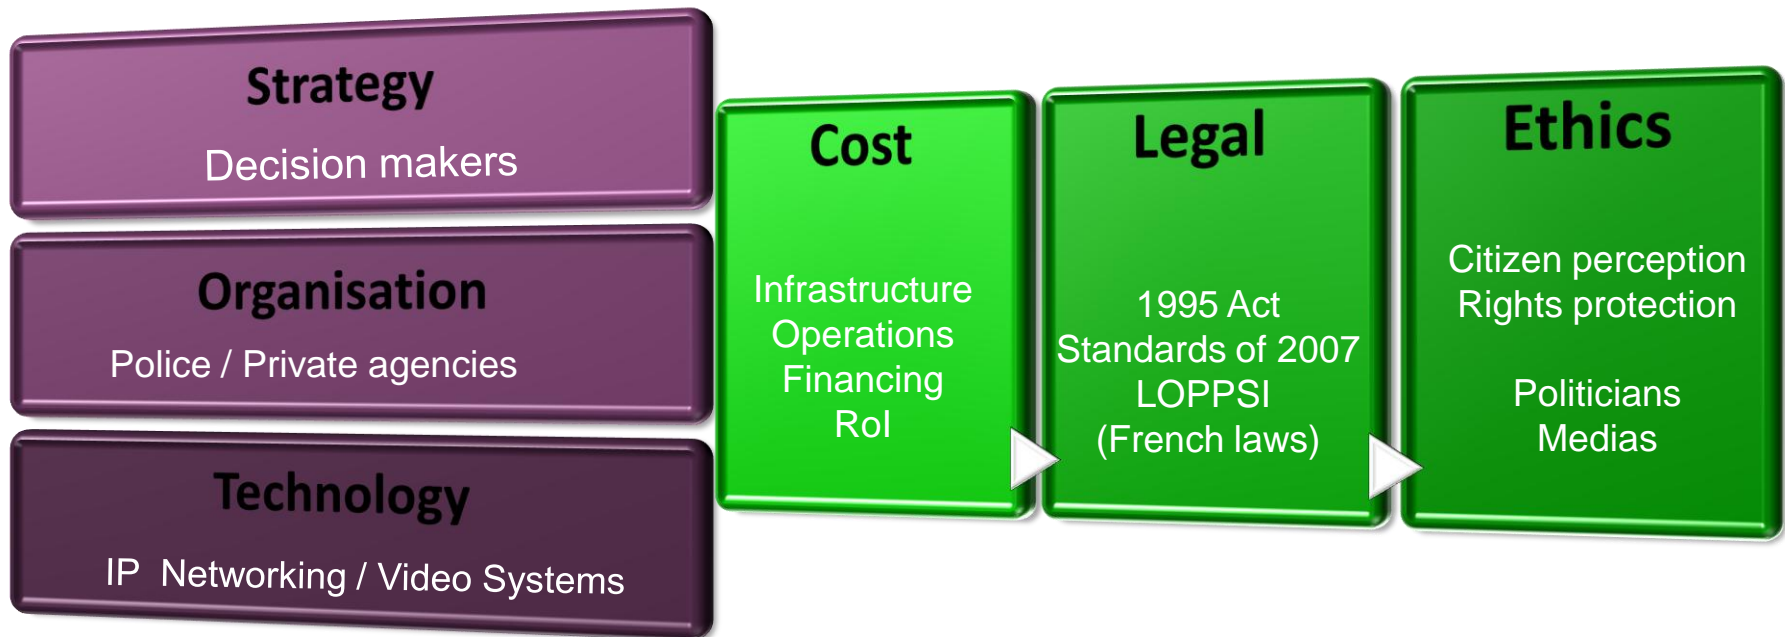 Strategy
Decision makers
Organisation
Police / Private agencies
Technology
IP Networking / Video Systems
Cost
Infrastructure
Operations
Financing
RoI
Legal
1995 Act
Standards of 2007
LOPPSI
(French laws)
Ethics
Citizen perception
Rights protection
Politicians
Medias